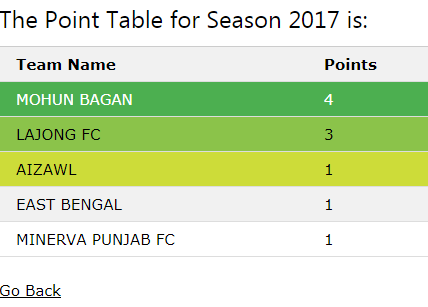 The Point Table for Season 2017 is:
Team Name Points
MOHUN BAGAN 4
LAJONG FC 3
AIZAWL 1
EAST BENGAL 1
MINERVA PUNJAB FC 1
Go Back